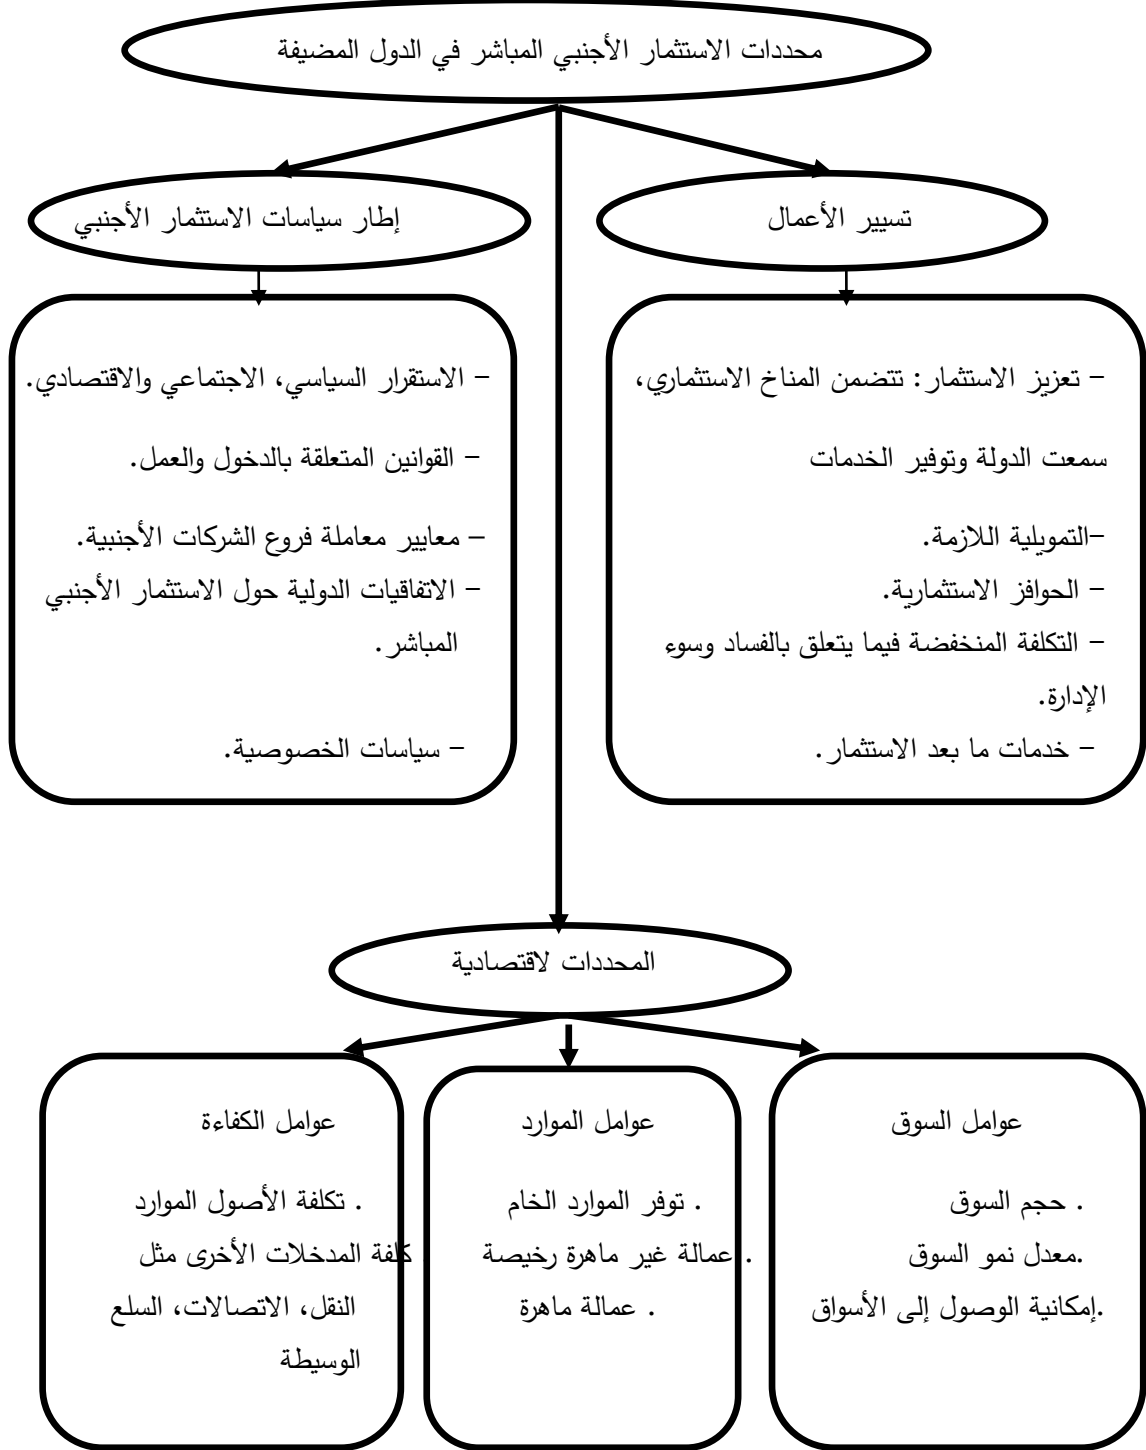 محددات الاستثمار الأجنبي المباشر في الدول المضيفة
تسيير الأعمال
إطار سياسات الاستثمار الأجنبي
– تعزيز الاستثمار: تتضمن المناخ الاستثماري،
سمعت الدولة وتوفير الخدمات
–التمويلية اللازمة.
– الحوافز الاستثمارية.
– التكلفة المنخفضة فيما يتعلق بالفساد وسوء
الإدارة.
– خدمات ما بعد الاستثمار.
– الاستقرار السياسي، الاجتماعي والاقتصادي.
– القوانين المتعلقة بالدخول والعمل.
– معايير معاملة فروع الشركات الأجنبية.
– الاتفاقيات الدولية حول الاستثمار الأجنبي
المباشر.
– سياسات الخصوصية.
المحددات لاقتصادية
عوامل السوق
. حجم السوق
.معدل نمو السوق
.إمكانية الوصول إلى الأسواق
عوامل الموارد
. توفر الموارد الخام
. عمالة غير ماهرة رخيصة
. عمالة ماهرة
عوامل الكفاءة
. تكلفة الأصول الموارد
كلفة المدخلات الأخرى مثل
النقل، الاتصالات، السلع
الوسيطة